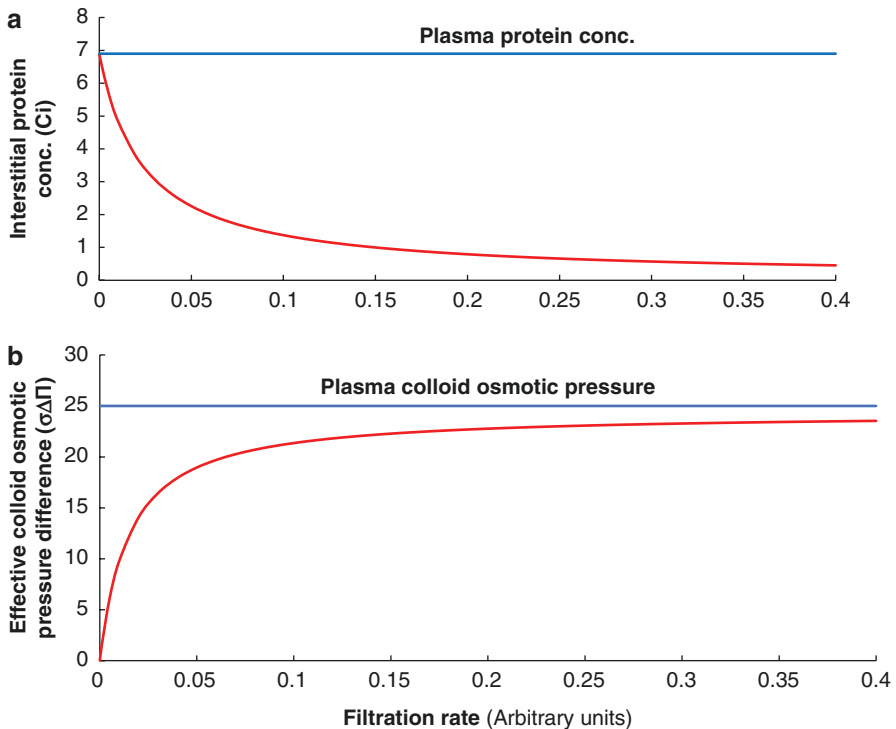 a
Interstitial protein
conc. (Ci)
8
7
6
5
4
3
2
1
0
Plasma protein conc.
0 0.05 0.1 0.15 0.2 0.25 0.3 0.35 0.4
b
Effective colloid osmotic
pressure difference (σΔΠ)
30
25
20
15
10
5
0
Plasma colloid osmotic pressure
0 0.05 0.1 0.15 0.2 0.25 0.3 0.35 0.4
Filtration rate (Arbitrary units)